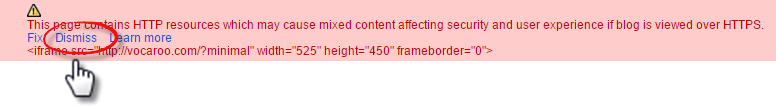 This page contains HTTP resources which may cause mixed content affecting security and user experience if blog is viewed over HTTPS.
Fix Dismiss Learn more
<iframe src="http://vocaroo.com/?minimal" width="525" height="450" frameborder="0">